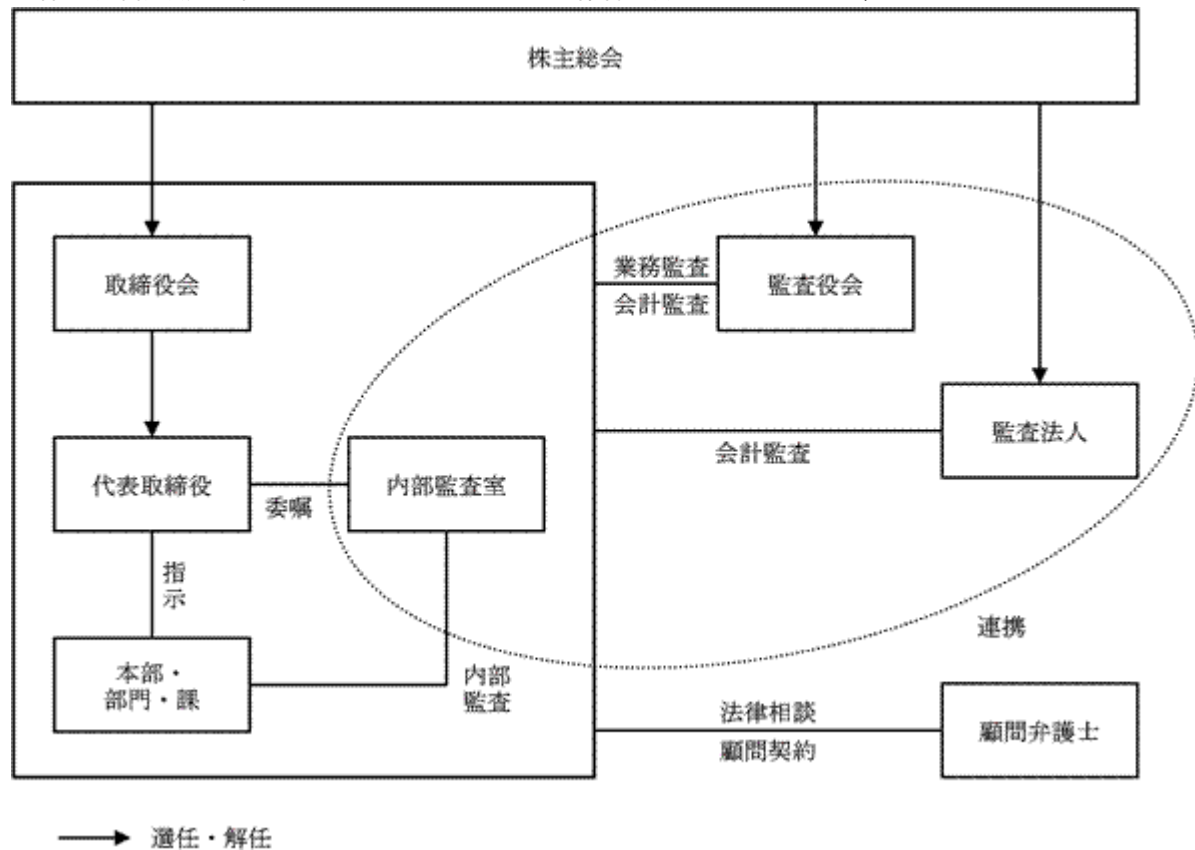 株主総会
取締役会
業務監査
会計監査
監査役会
代表取締役
委嘱
内部監査室
会計監査
監査法人
指
示
連携
本部・
部門・課
内部
監査
法律相談
顧問契約
顧問弁護士
選任・解任